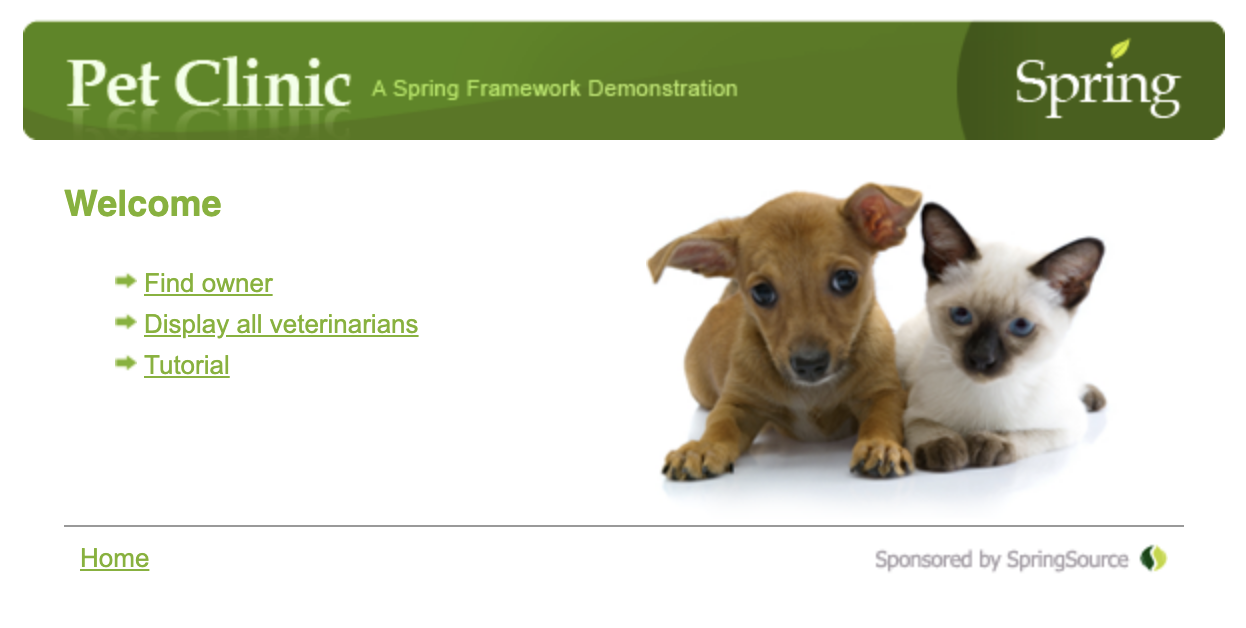 Pet Clinic A Spring Framework Demonstration
Spring
Welcome
Find owner
Display all veterinarians
Tutorial
Home
Sponsored by SpringSource